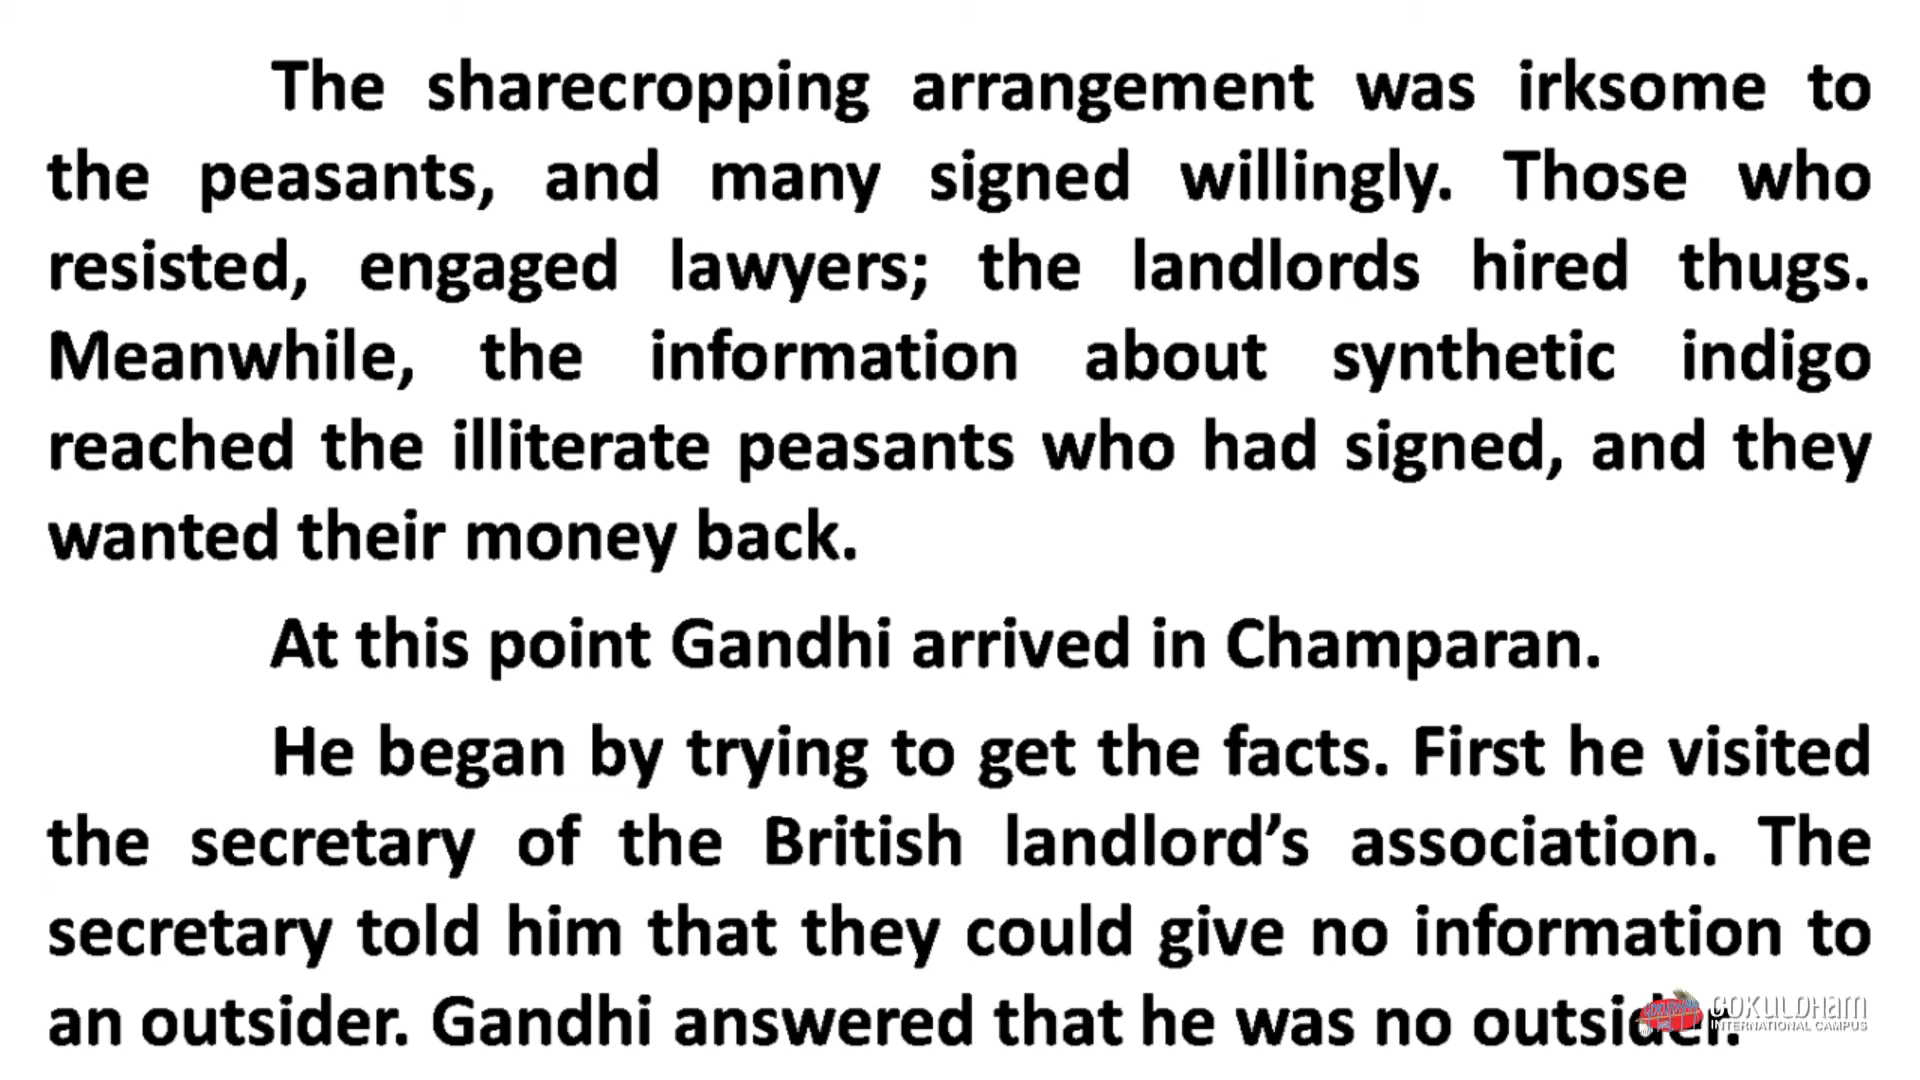 The sharecropping arrangement was irksome to
the peasants, and many signed willingly. Those who
resisted, engaged lawyers; the landlords hired thugs.
Meanwhile, the information about synthetic indigo
reached the illiterate peasants who had signed, and they
wanted their money back.
At this point Gandhi arrived in Champaran.
He began by trying to get the facts. First he visited
the secretary of the British landlord’s association. The
secretary told him that they could give no information to
an outsider. Gandhi answered that he was no outsider.
GOKULDHAM
INTERNATIONAL CAMPUS